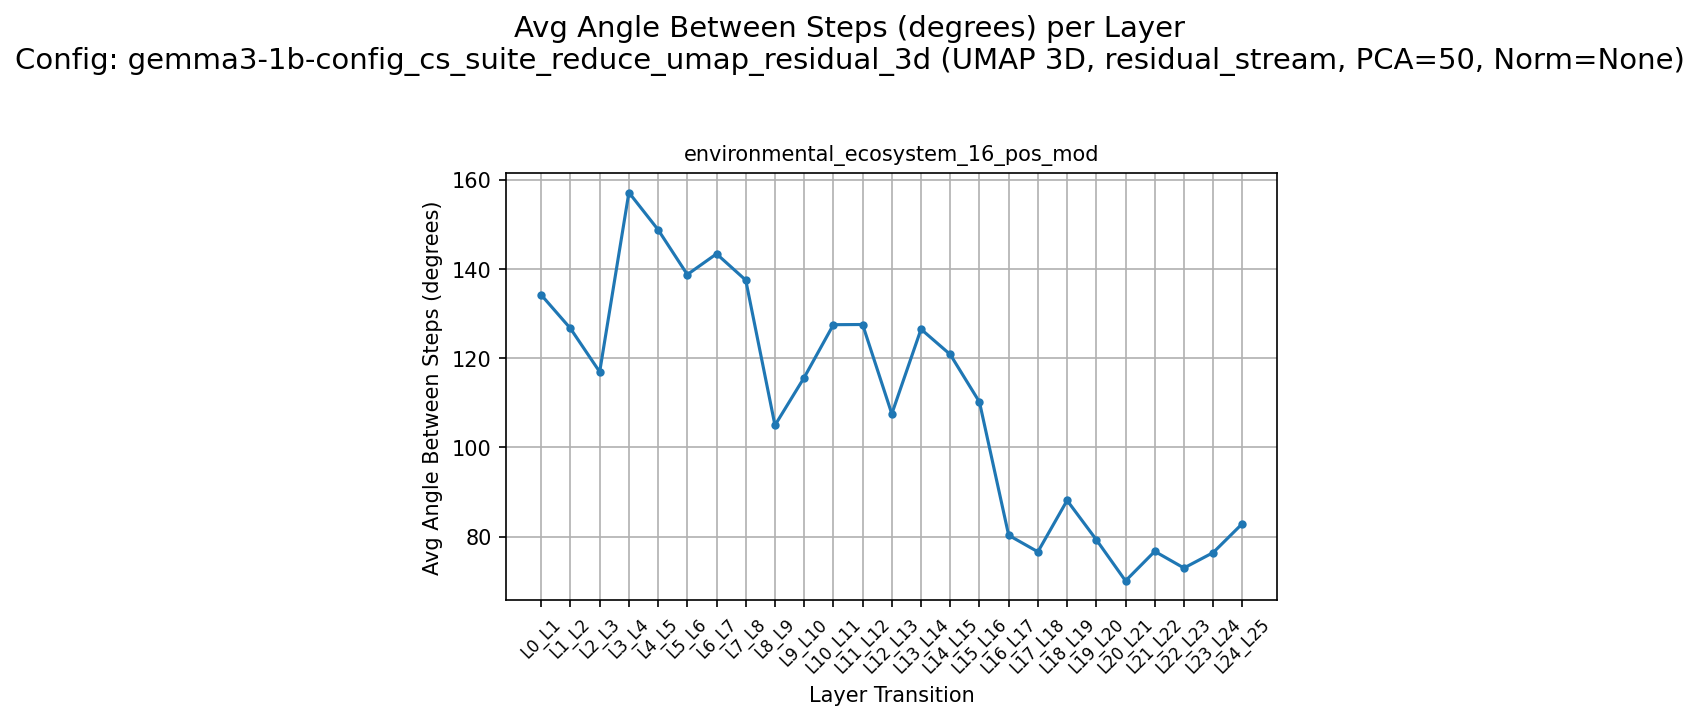 Avg Angle Between Steps (degrees) per Layer
Config: gemma3-1b-config_cs_suite_reduce_umap_residual_3d (UMAP 3D, residual_stream, PCA=50, Norm=None)
environmental_ecosystem_16_pos_mod
Avg Angle Between Steps (degrees)
160
140
120
100
80
L0_L1
L1_L2
L2_L3
L3_L4
L4_L5
L5_L6
L6_L7
L7_L8
L8_L9
L9_L10
L10_L11
L11_L12
L12_L13
L13_L14
L14_L15
L15_L16
L16_L17
L17_L18
L18_L19
L19_L20
L20_L21
L21_L22
L22_L23
L23_L24
L24_L25
Layer Transition